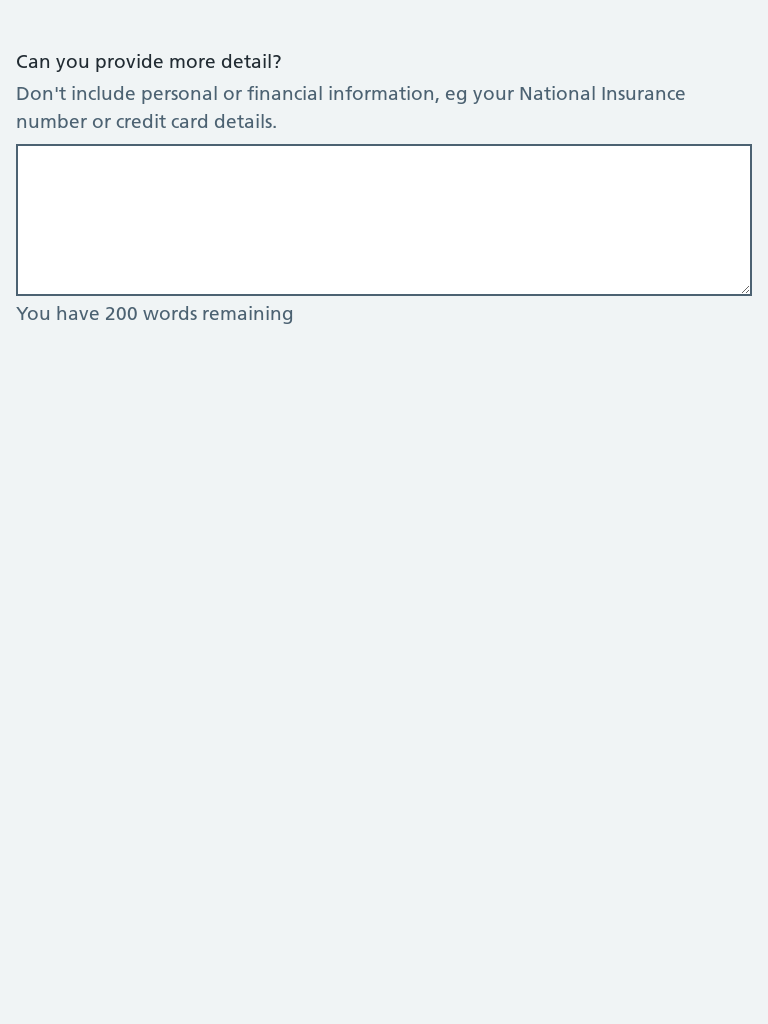 Can you provide more detail?
Don't include personal or financial information, eg your National Insurance
number or credit card details.
You have 200 words remaining